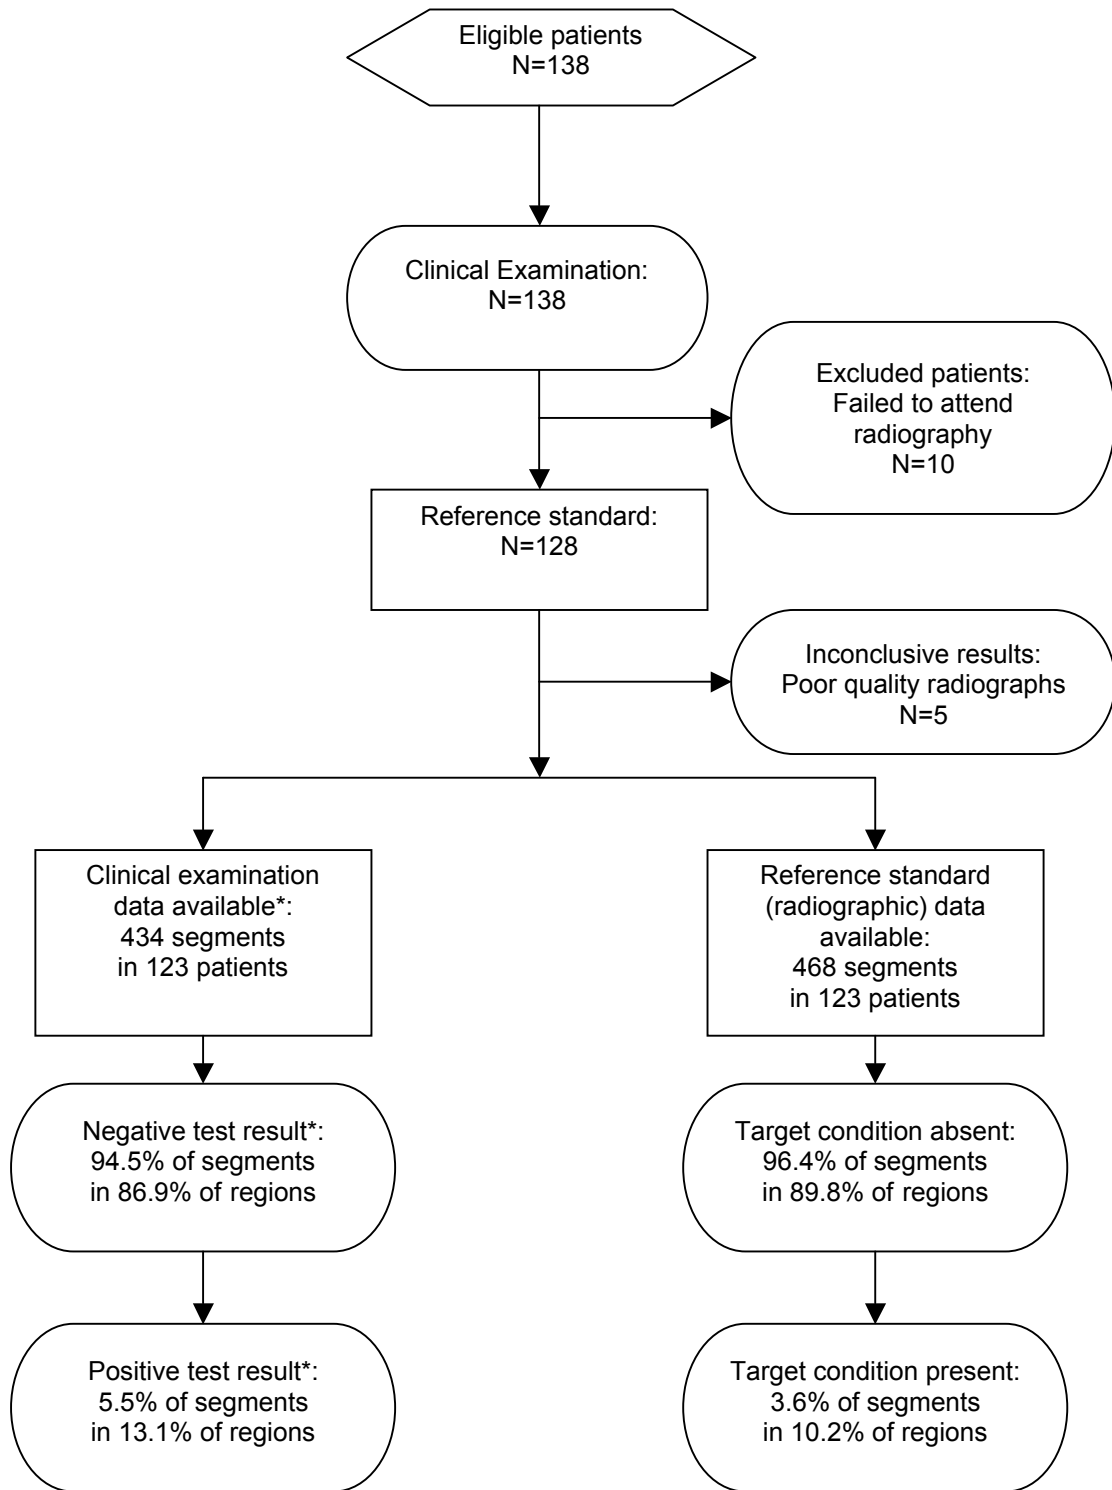 Eligible patients
N=138
Clinical Examination:
N=138
Excluded patients:
Failed to attend
radiography
N=10
Reference standard:
N=128
Inconclusive results:
Poor quality radiographs
N=5
Clinical examination
data available*:
434 segments
in 123 patients
Reference standard
(radiographic) data
available:
468 segments
in 123 patients
Negative test result*:
94.5% of segments
in 86.9% of regions
Target condition absent:
96.4% of segments
in 89.8% of regions
Positive test result*:
5.5% of segments
in 13.1% of regions
Target condition present:
3.6% of segments
in 10.2% of regions